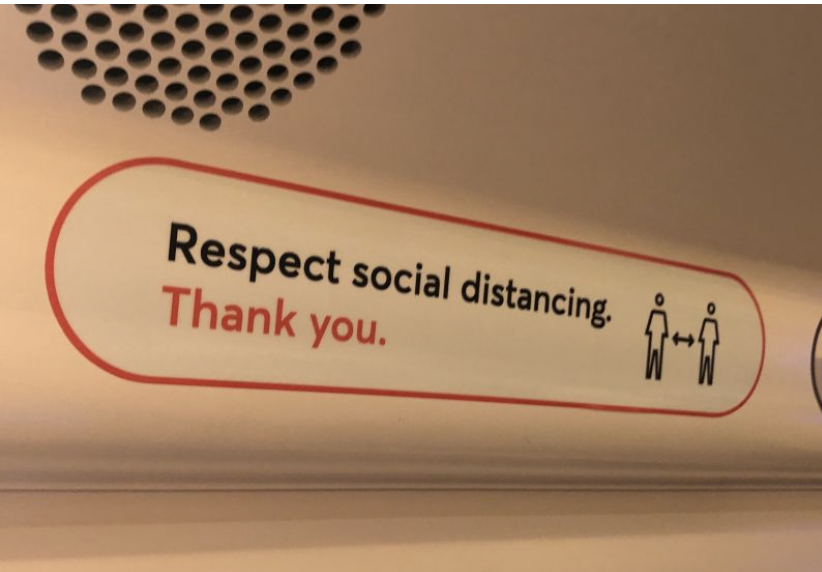 Respect social distancing.
Thank you.